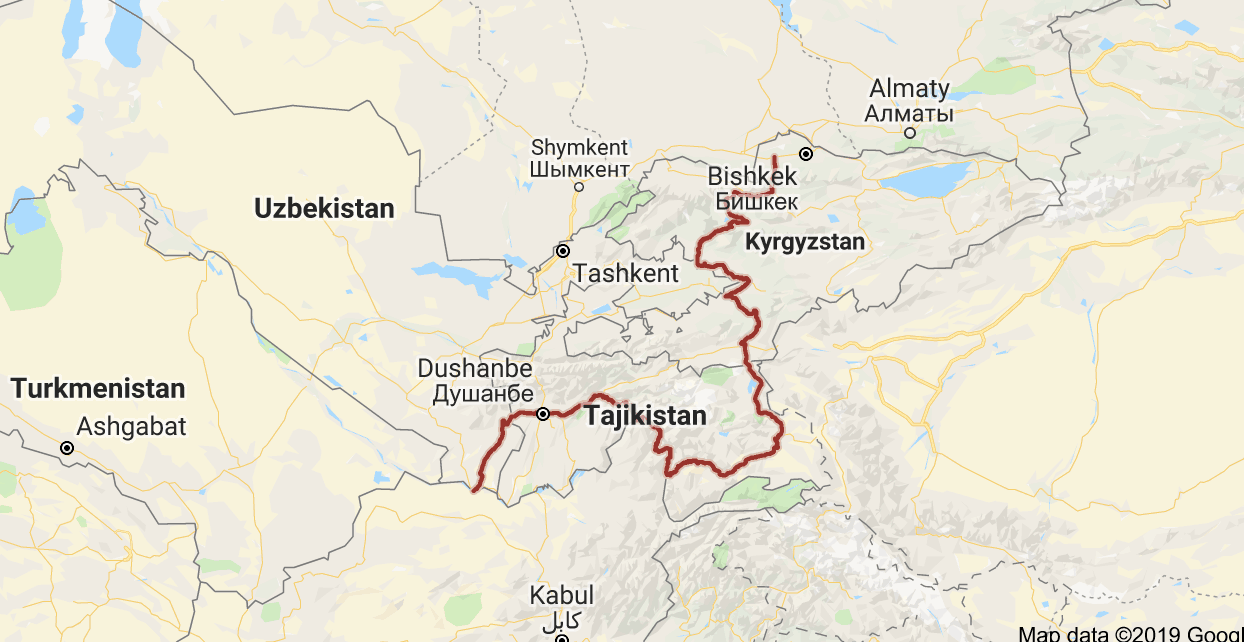 Almaty
Алматы
Shymkent
Шымкент
Bishkek
Бишкек
Uzbekistan
Kyrgyzstan
Tashkent
Dushanbe
Душанбе
Turkmenistan
Tajikistan
Ashgabat
Kabul
کابل
Map data ©2019 Googl